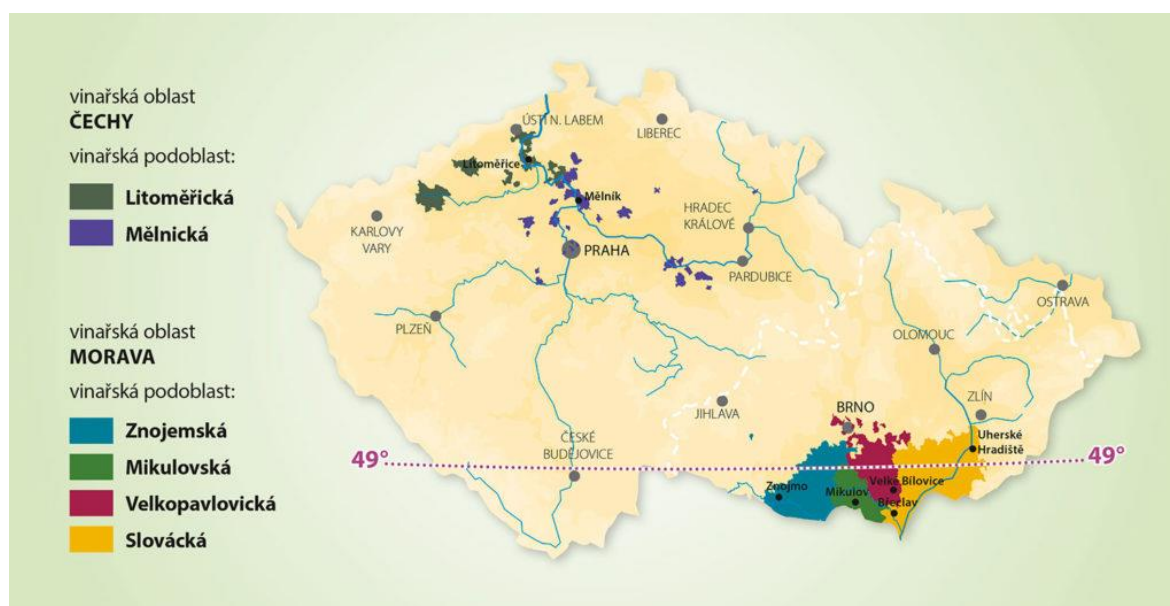 vinařská oblast
ČECHY
vinařská podoblast:
Litoměřická
Mělnická
vinařská oblast
MORAVA
vinařská podoblast:
Znojemská
Mikulovská
Velkopavlovická
Slovácká
ÚSTÍ N. LABEM
LIBEREC
Litoměřice
Mělník
KARLOVY
VARY
HRADEC
KRÁLOVÉ
PRAHA
PARDUBICE
PLZEŇ
OSTRAVA
OLOMOUC
JIHLAVA
BRNO
ZLÍN
ČESKÉ
BUDĚJOVICE
Uherské
Hradiště
49°
49°
Znojmo
Mikulov
Velké Bílovice
Břeclav